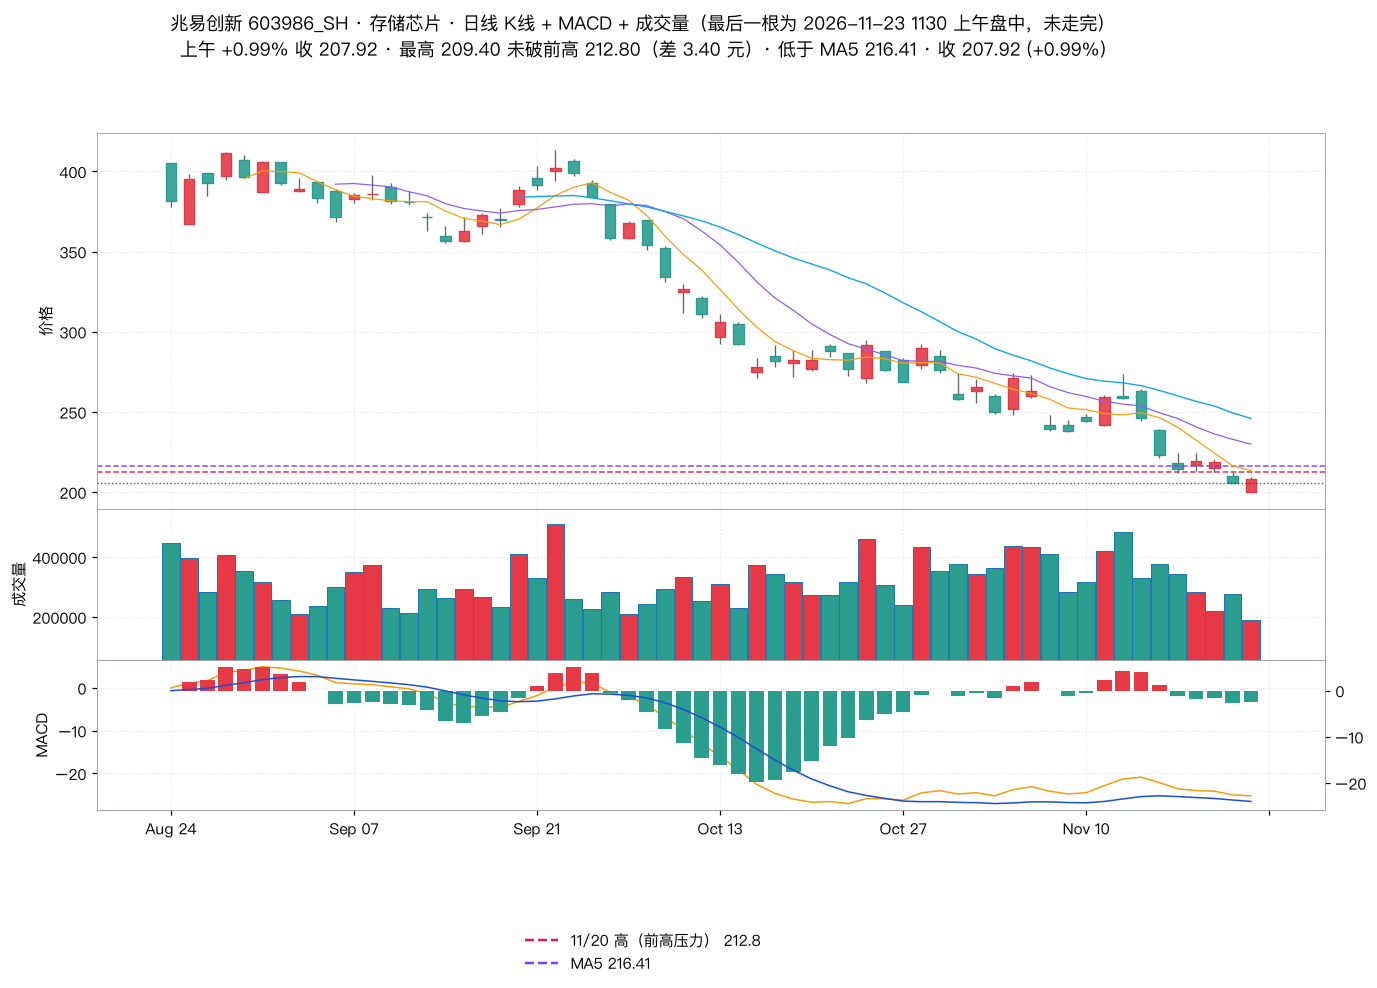 兆易创新 603986_SH · 存储芯片 · 日线 K线 + MACD + 成交量（最后一根为 2026−11−23 1130 上午盘中，未走完）
上午 +0.99% 收 207.92 · 最高 209.40 未破前高 212.80（差 3.40 元）· 低于 MA5 216.41 · 收 207.92 (+0.99%)
价格
400
350
300
250
200
成交量
400000
200000
MACD
0
−10
−20
0
−10
−20
Aug 24
Sep 07
Sep 21
Oct 13
Oct 27
Nov 10
11/20 高（前高压力） 212.8
MA5 216.41